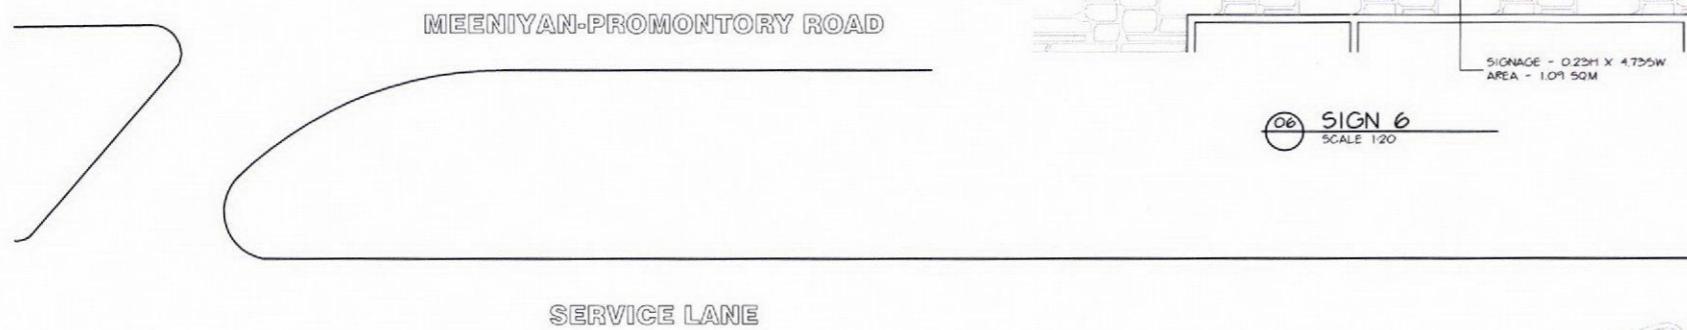 MEENIYAN-PROMONTORY ROAD
SIGNAGE - 0.23H X 4.735W
AREA - 1.09 SQM
06 SIGN 6
SCALE 1:20
SERVICE LANE